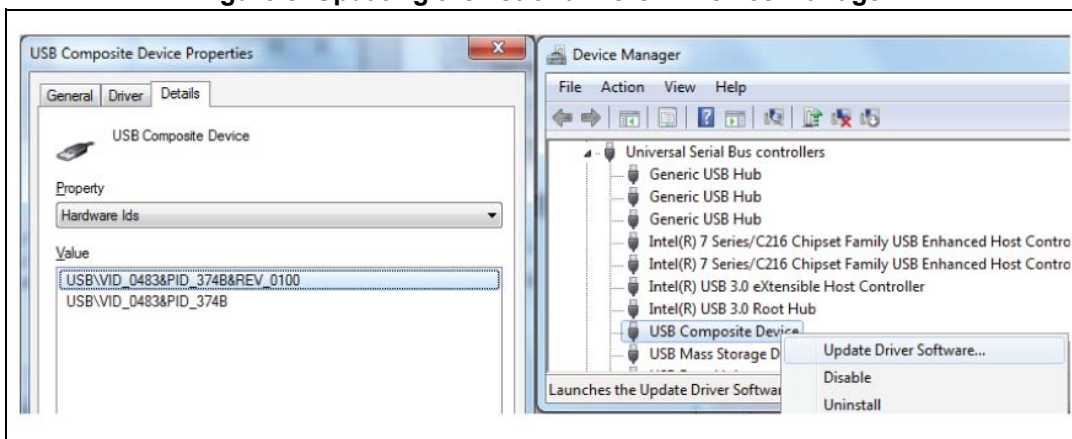 USB Composite Device Properties
General Driver Details
USB Composite Device
Property
Hardware Ids
Value
USB\VID_0483&PID_374B&REV_0100
USB\VID_0483&PID_374B
Device Manager
File Action View Help
Universal Serial Bus controllers
Generic USB Hub
Generic USB Hub
Generic USB Hub
Intel(R) 7 Series/C216 Chipset Family USB Enhanced Host Contro
Intel(R) 7 Series/C216 Chipset Family USB Enhanced Host Contro
Intel(R) USB 3.0 eXtensible Host Controller
Intel(R) USB 3.0 Root Hub
USB Composite Device
USB Mass Storage D
Launches the Update Driver Softwa
Update Driver Software...
Disable
Uninstall